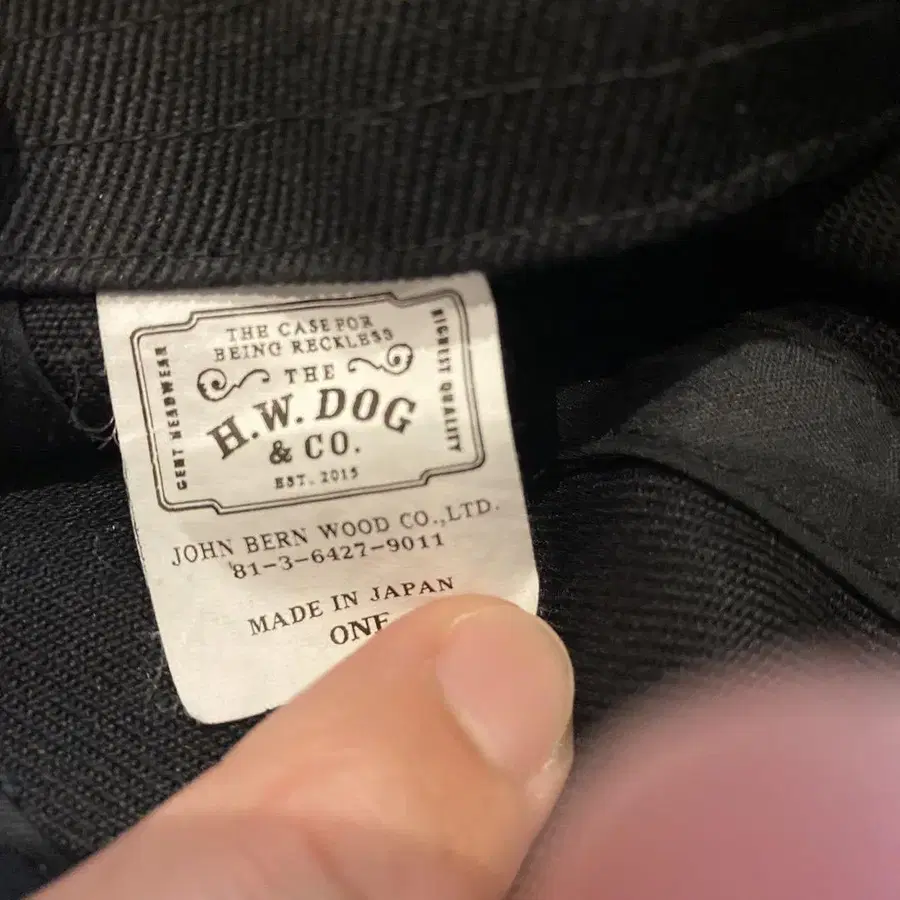 THE CASE FOR
BEING RECKLESS
THE
H.W. DOG
& CO.
EST. 2015
GENT HEADWEAR
HIGHEST QUALITY
JOHN BERN WOOD CO.,LTD.
'81-3-6427-9011
MADE IN JAPAN
ONE